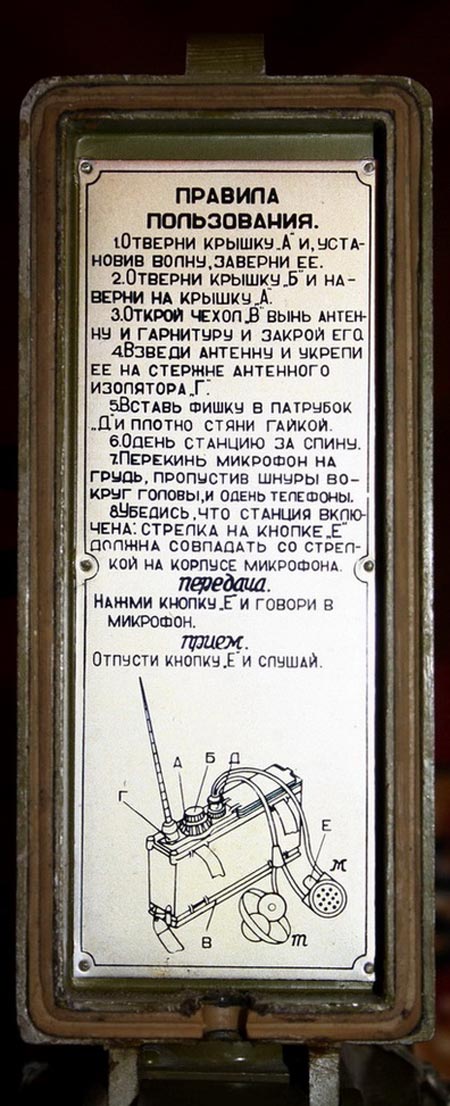 ПРАВИЛА
ПОЛЬЗОВАНИЯ.
1.ОТВЕРНИ КРЫШКУ „А" И, УСТА-
НОВИВ ВОЛНУ, ЗАВЕРНИ ЕЕ.
2.ОТВЕРНИ КРЫШКУ „Б" И НА-
ВЕРНИ НА КРЫШКУ „А".
3.ОТКРОЙ ЧЕХОЛ „В" ВЫНЬ АНТЕН-
НУ И ГАРНИТУРУ И ЗАКРОЙ ЕГО
4.ВЗВЕДИ АНТЕННУ И УКРЕПИ
ЕЕ НА СТЕРЖНЕ АНТЕННОГО
ИЗОЛЯТОРА „Г".
5.ВСТАВЬ ФИШКУ В ПАТРУБОК
„Д" И ПЛОТНО СТЯНИ ГАЙКОЙ.
6.ОДЕНЬ СТАНЦИЮ ЗА СПИНУ.
7.ПЕРЕКИНЬ МИКРОФОН НА
ГРУДЬ, ПРОПУСТИВ ШНУРЫ ВО-
КРУГ ГОЛОВЫ, И ОДЕНЬ ТЕЛЕФОНЫ.
8.УБЕДИСЬ, ЧТО СТАНЦИЯ ВКЛЮ-
ЧЕНА: СТРЕЛКА НА КНОПКЕ „Е"
ДОЛЖНА СОВПАДАТЬ СО СТРЕЛ-
КОЙ НА КОРПУСЕ МИКРОФОНА.
передача.
НАЖМИ КНОПКУ „Е" И ГОВОРИ В
МИКРОФОН.
прием.
ОТПУСТИ КНОПКУ „Е" И СЛУШАЙ.
А
Б
Д
Г
Е
М
В
т